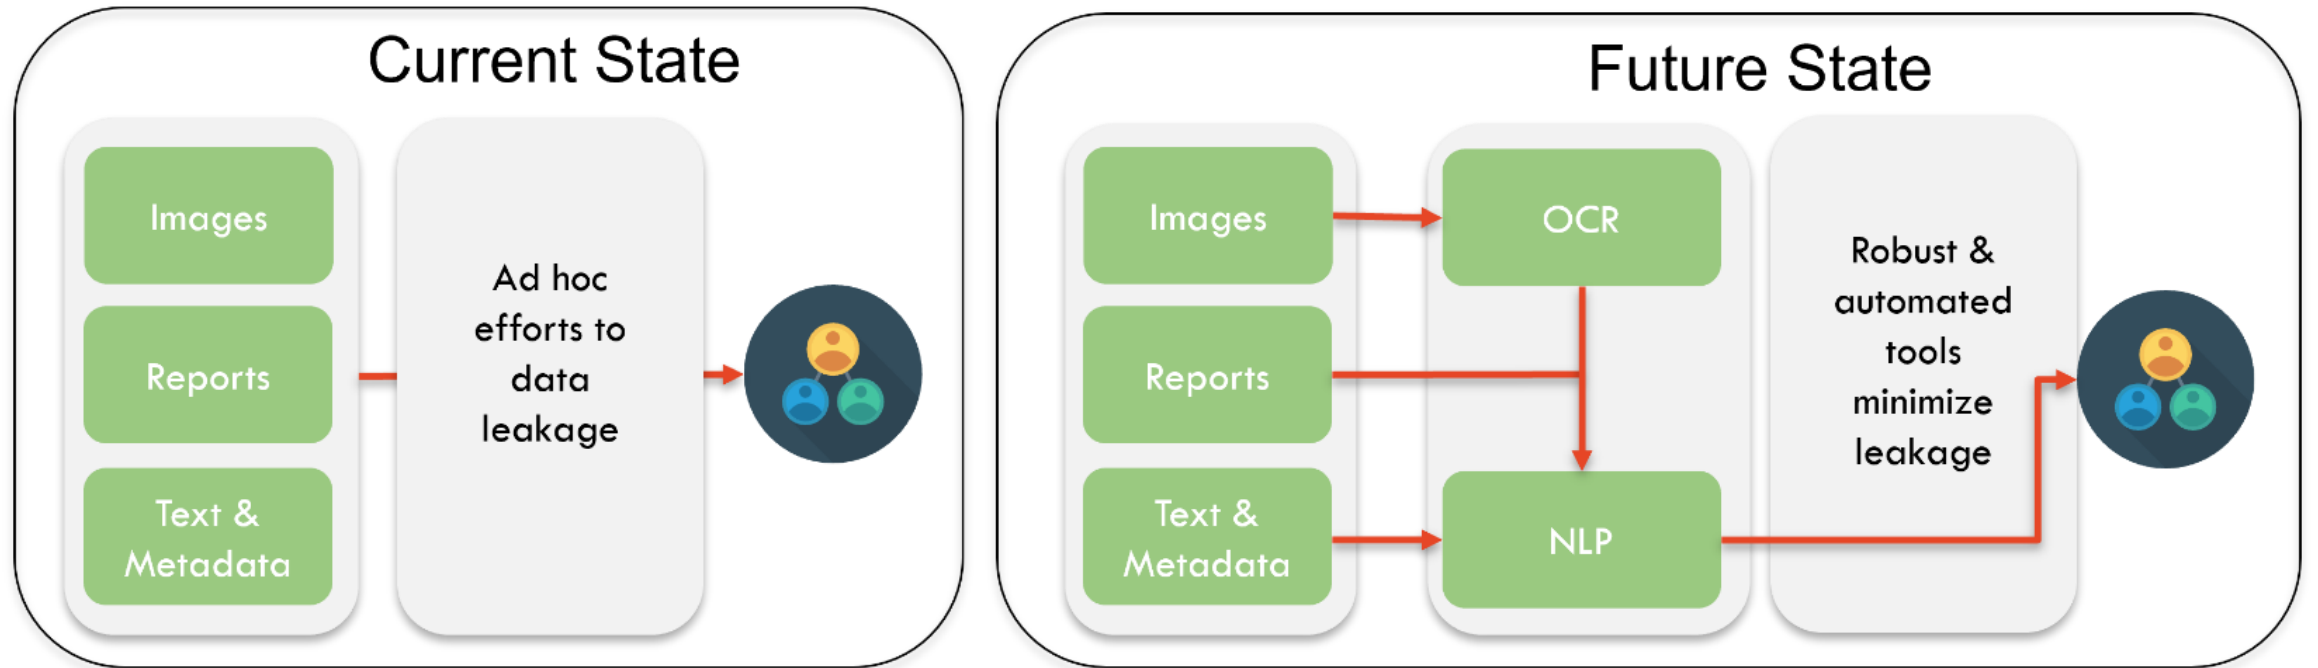 Current State
Images
Reports
Text &
Metadata
Ad hoc
efforts to
data
leakage
Future State
Images
Reports
Text &
Metadata
OCR
NLP
Robust &
automated
tools
minimize
leakage